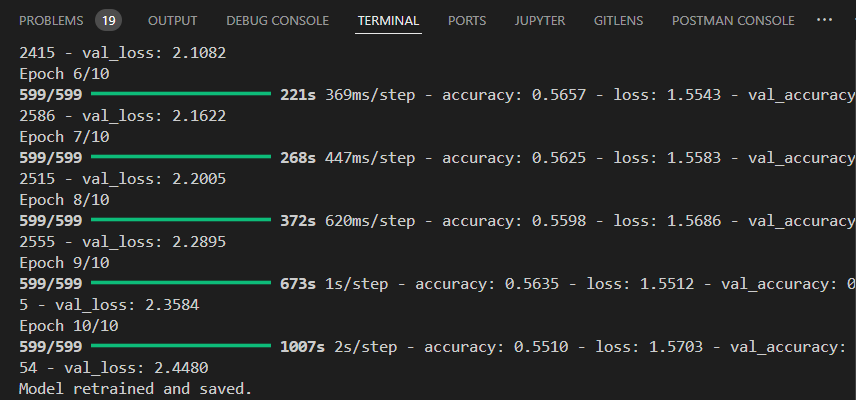 PROBLEMS 19 OUTPUT DEBUG CONSOLE TERMINAL PORTS JUPYTER GITLENS POSTMAN CONSOLE ...
2415 - val_loss: 2.1082
Epoch 6/10
599/599 221s 369ms/step - accuracy: 0.5657 - loss: 1.5543 - val_accuracy
2586 - val_loss: 2.1622
Epoch 7/10
599/599 268s 447ms/step - accuracy: 0.5625 - loss: 1.5583 - val_accuracy
2515 - val_loss: 2.2005
Epoch 8/10
599/599 372s 620ms/step - accuracy: 0.5598 - loss: 1.5686 - val_accuracy
2555 - val_loss: 2.2895
Epoch 9/10
599/599 673s 1s/step - accuracy: 0.5635 - loss: 1.5512 - val_accuracy: 0
5 - val_loss: 2.3584
Epoch 10/10
599/599 1007s 2s/step - accuracy: 0.5510 - loss: 1.5703 - val_accuracy:
54 - val_loss: 2.4480
Model retrained and saved.